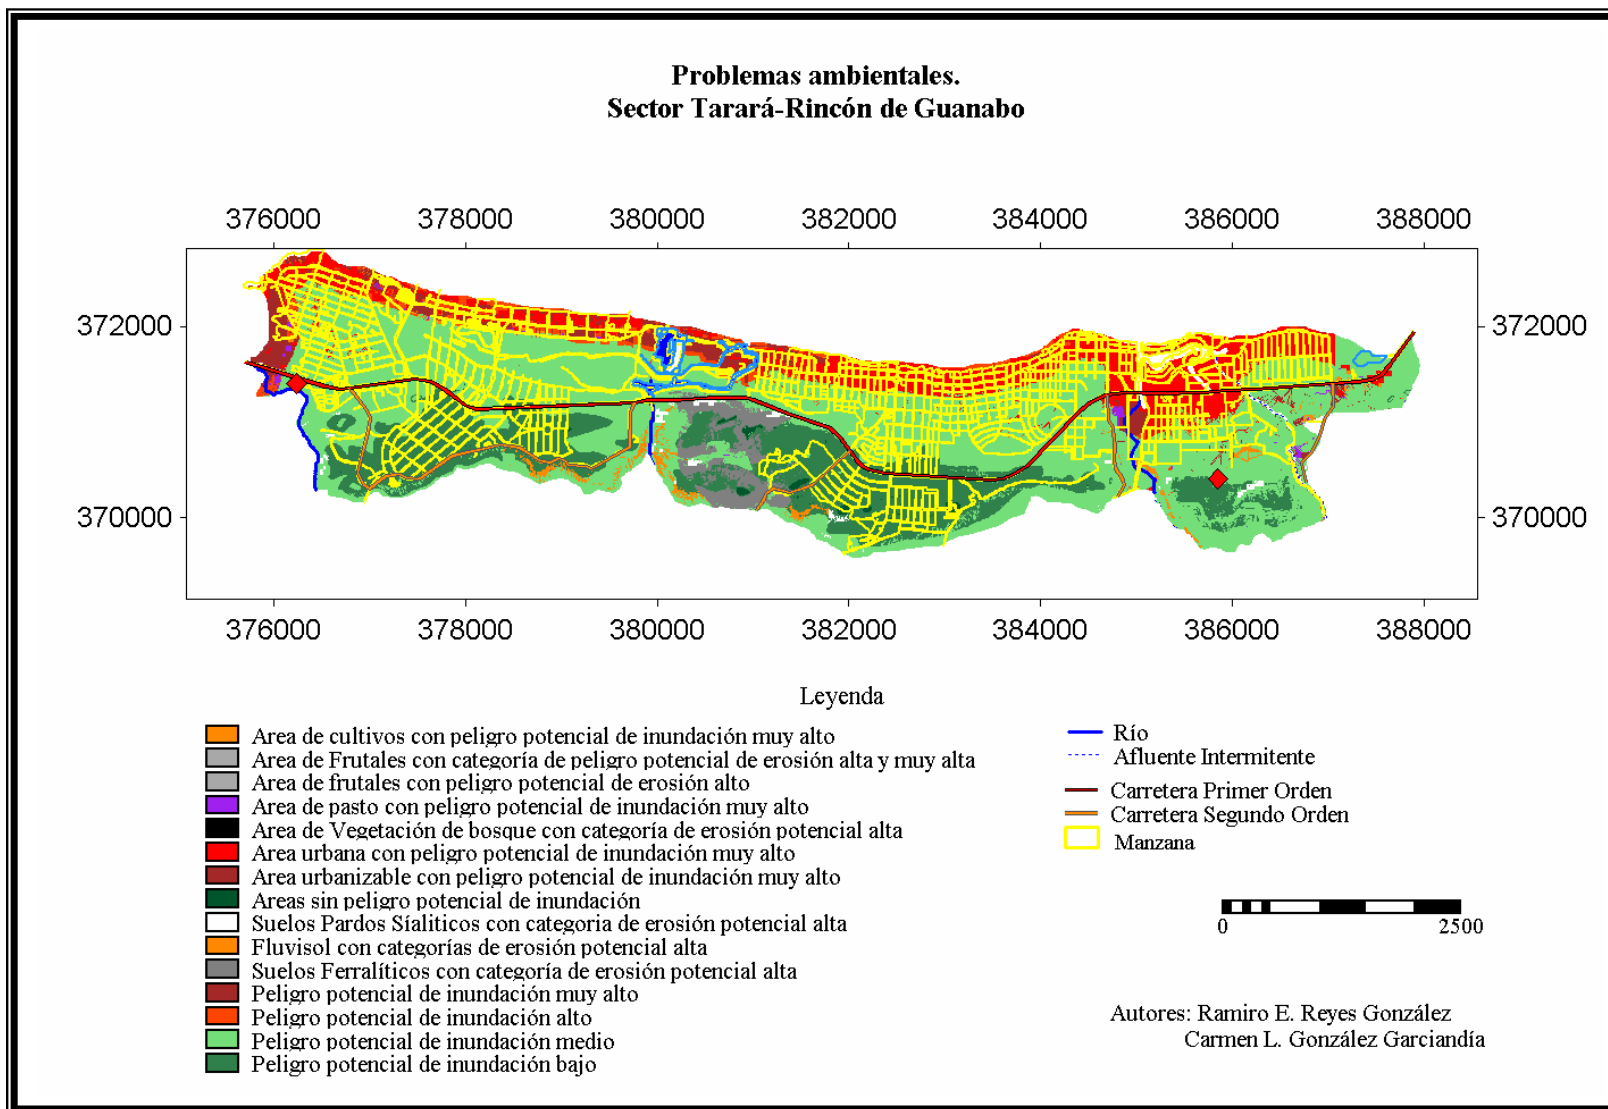 Problemas ambientales.
Sector Tarará-Rincón de Guanabo
376000 378000 380000 382000 384000 386000 388000
372000 372000
370000 370000
376000 378000 380000 382000 384000 386000 388000
Leyenda
Area de cultivos con peligro potencial de inundación muy alto
Area de Frutales con categoría de peligro potencial de erosión alta y muy alta
Area de frutales con peligro potencial de erosión alto
Area de pasto con peligro potencial de inundación muy alto
Area de Vegetación de bosque con categoría de erosión potencial alta
Area urbana con peligro potencial de inundación muy alto
Area urbanizable con peligro potencial de inundación muy alto
Areas sin peligro potencial de inundación
Suelos Pardos Síaliticos con categoria de erosión potencial alta
Fluvisol con categorías de erosión potencial alta
Suelos Ferralíticos con categoría de erosión potencial alta
Peligro potencial de inundación muy alto
Peligro potencial de inundación alto
Peligro potencial de inundación medio
Peligro potencial de inundación bajo
Río
Afluente Intermitente
Carretera Primer Orden
Carretera Segundo Orden
Manzana
0 2500
Autores: Ramiro E. Reyes González
Carmen L. González Garciandía